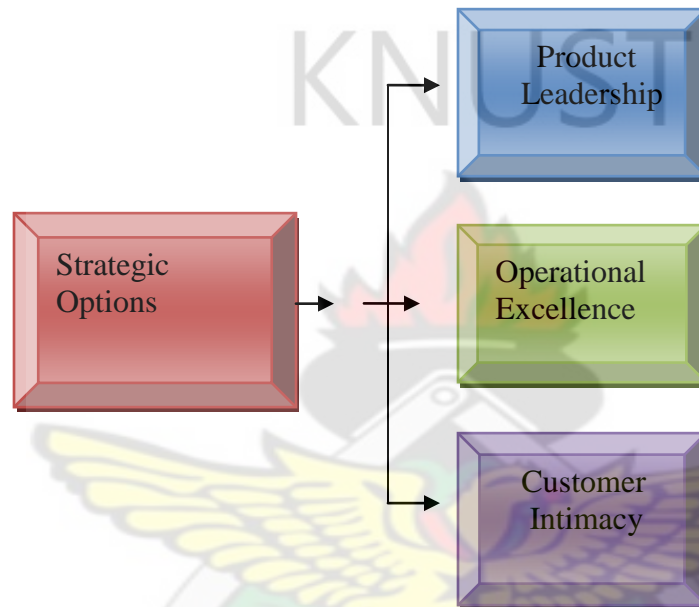 KNUST
Product
Leadership
Strategic
Options
Operational
Excellence
Customer
Intimacy